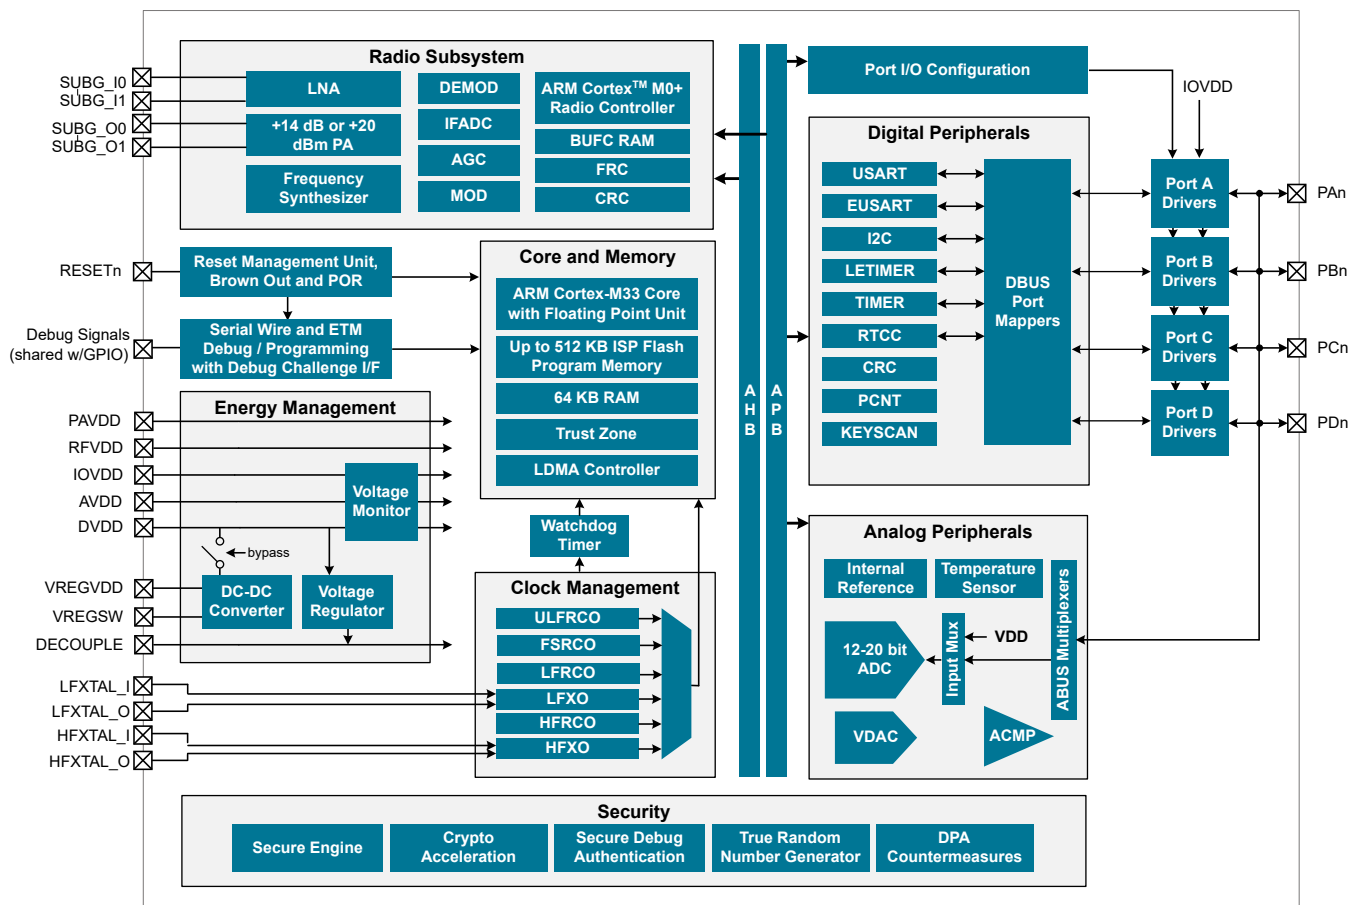 Radio Subsystem
SUBG_I0
SUBG_I1
SUBG_O0
SUBG_O1
LNA
+14 dB or +20
dBm PA
Frequency
Synthesizer
DEMOD
IFADC
AGC
MOD
ARM Cortex™ M0+
Radio Controller
BUFC RAM
FRC
CRC
RESETn
Reset Management Unit,
Brown Out and POR
Debug Signals
(shared w/GPIO)
Serial Wire and ETM
Debug / Programming
with Debug Challenge I/F
Core and Memory
ARM Cortex-M33 Core
with Floating Point Unit
Up to 512 KB ISP Flash
Program Memory
64 KB RAM
Trust Zone
LDMA Controller
Energy Management
PAVDD
RFVDD
IOVDD
AVDD
DVDD
VREGVDD
VREGSW
DECOUPLE
Voltage
Monitor
bypass
DC-DC
Converter
Voltage
Regulator
Watchdog
Timer
Clock Management
ULFRCO
FSRCO
LFRCO
LFXO
HFRCO
HFXO
LFXTAL_I
LFXTAL_O
HFXTAL_I
HFXTAL_O
A
H
B
A
P
B
Port I/O Configuration
IOVDD
Digital Peripherals
USART
EUSART
I2C
LETIMER
TIMER
RTCC
CRC
PCNT
KEYSCAN
DBUS
Port
Mappers
Port A
Drivers
Port B
Drivers
Port C
Drivers
Port D
Drivers
PAn
PBn
PCn
PDn
Analog Peripherals
Internal
Reference
Temperature
Sensor
12-20 bit
ADC
Input Mux
VDD
ABUS Multiplexers
VDAC
ACMP
Security
Secure Engine
Crypto
Acceleration
Secure Debug
Authentication
True Random
Number Generator
DPA
Countermeasures